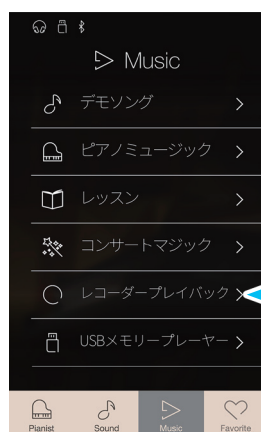 Music
デモソング
ピアノミュージック
レッスン
コンサートマジック
レコーダープレイバック
USBメモリープレーヤー
Pianist Sound Music Favorite